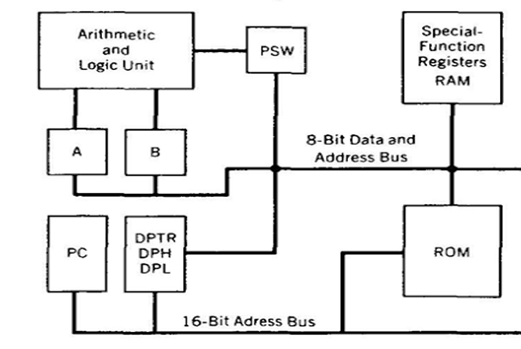 Arithmetic
and
Logic Unit
PSW
Special-
Function
Registers
RAM
A
B
8-Bit Data and
Address Bus
PC
DPTR
DPH
DPL
ROM
16-Bit Adress Bus